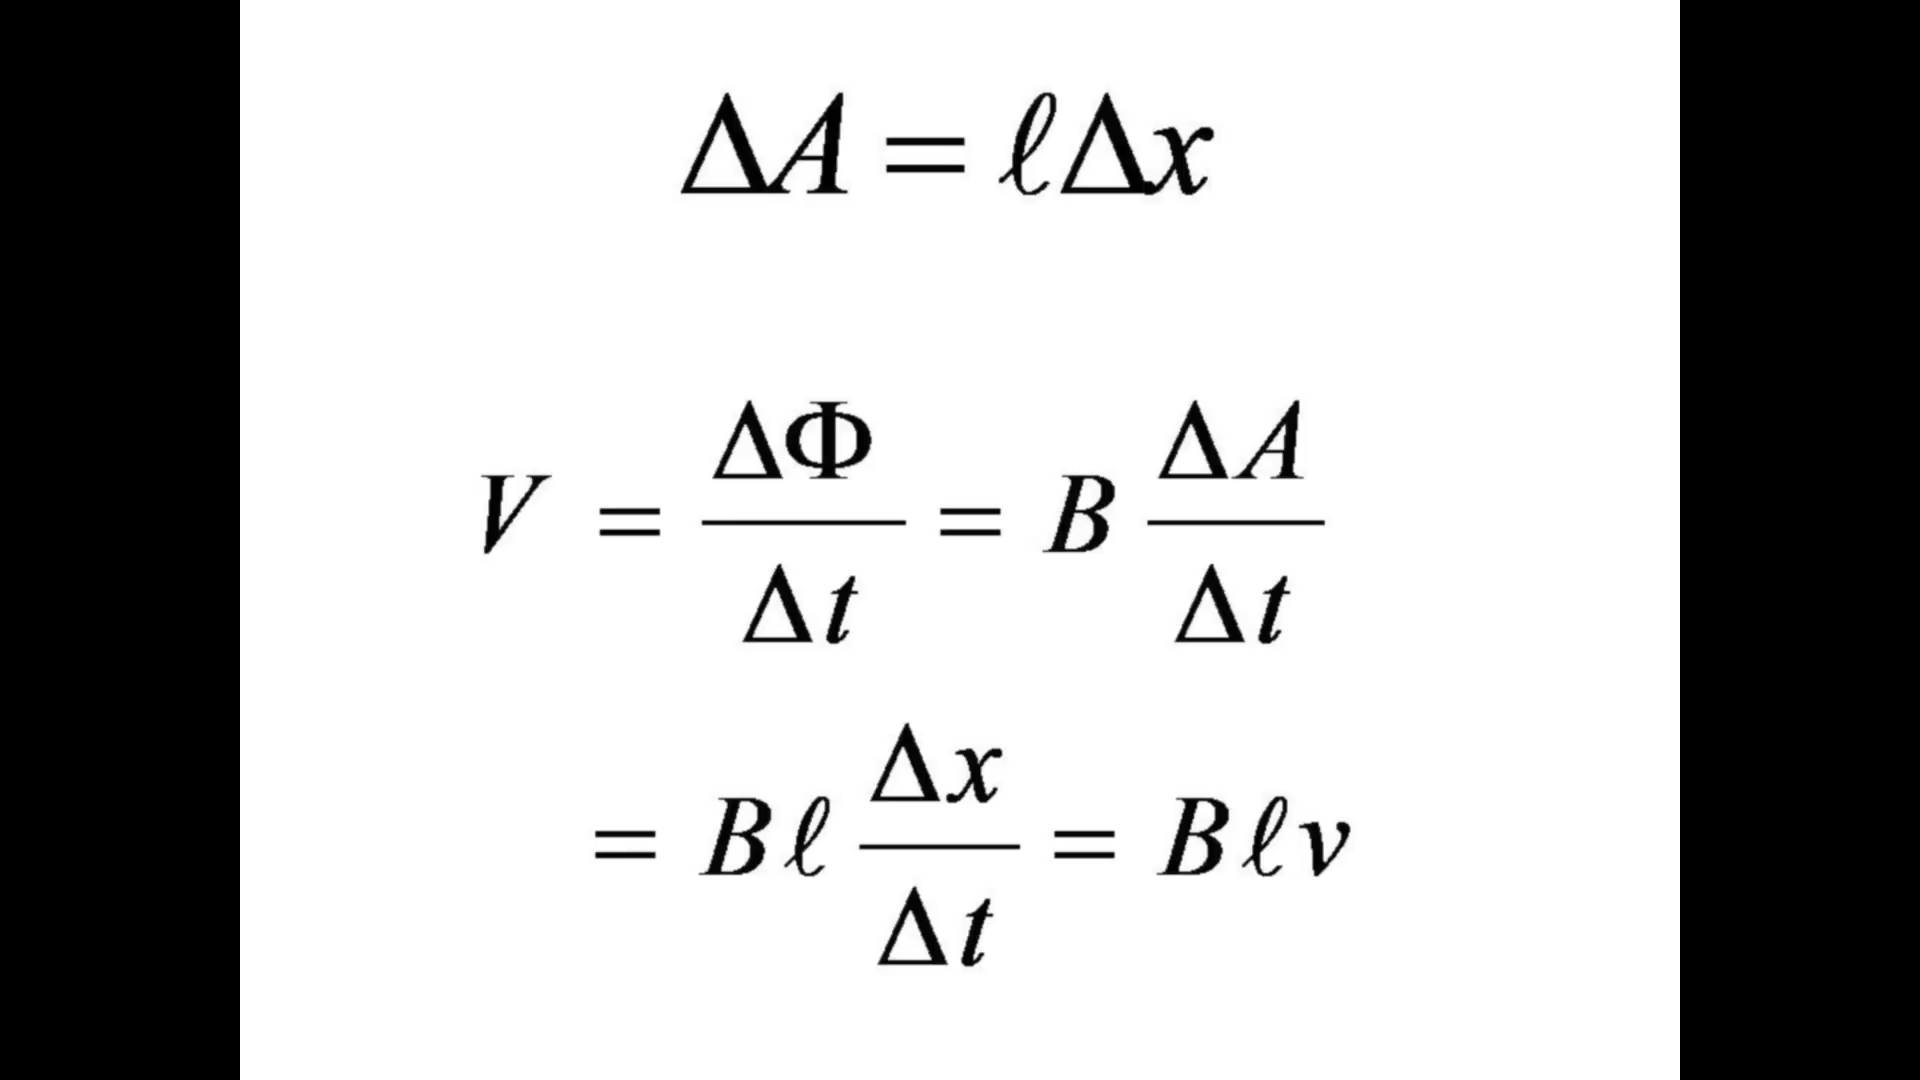 ΔA = ℓΔx
V = ΔΦ/Δt = B ΔA/Δt
= Bℓ Δx/Δt = Bℓv